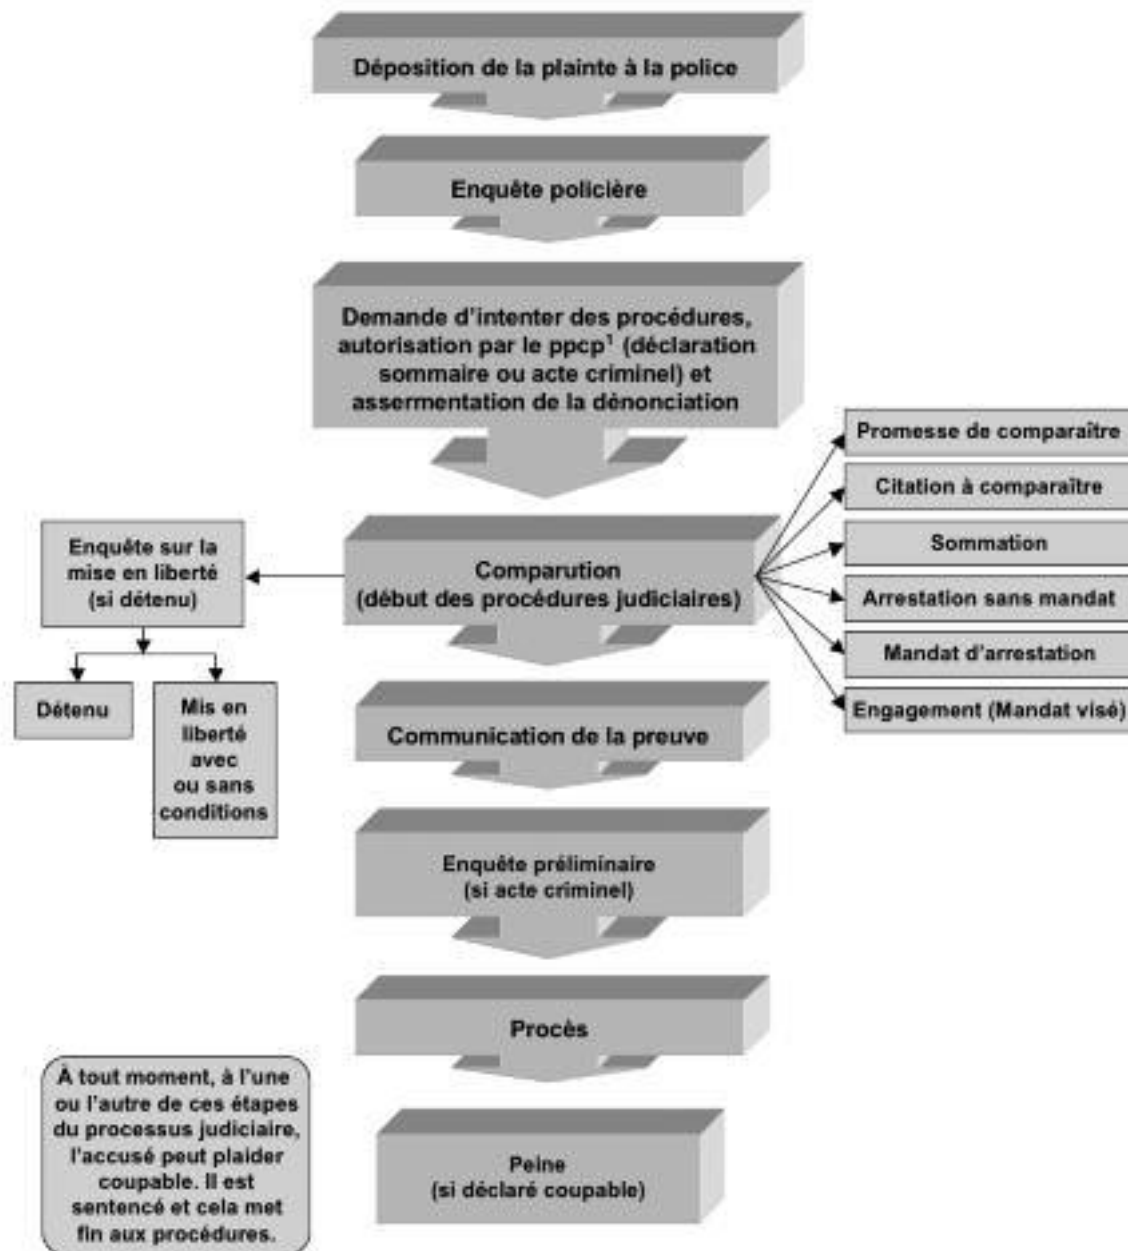 Déposition de la plainte à la police
Enquête policière
Demande d'intenter des procédures,
autorisation par le ppcp¹ (déclaration
sommaire ou acte criminel) et
assermentation de la dénonciation
Promesse de comparaître
Citation à comparaître
Sommation
Arrestation sans mandat
Mandat d'arrestation
Engagement (Mandat visé)
Comparution
(début des procédures judiciaires)
Enquête sur la
mise en liberté
(si détenu)
Détenu
Mis en
liberté
avec
ou sans
conditions
Communication de la preuve
Enquête préliminaire
(si acte criminel)
Procès
Peine
(si déclaré coupable)
À tout moment, à l'une
ou l'autre de ces étapes
du processus judiciaire,
l'accusé peut plaider
coupable. Il est
sentencé et cela met
fin aux procédures.